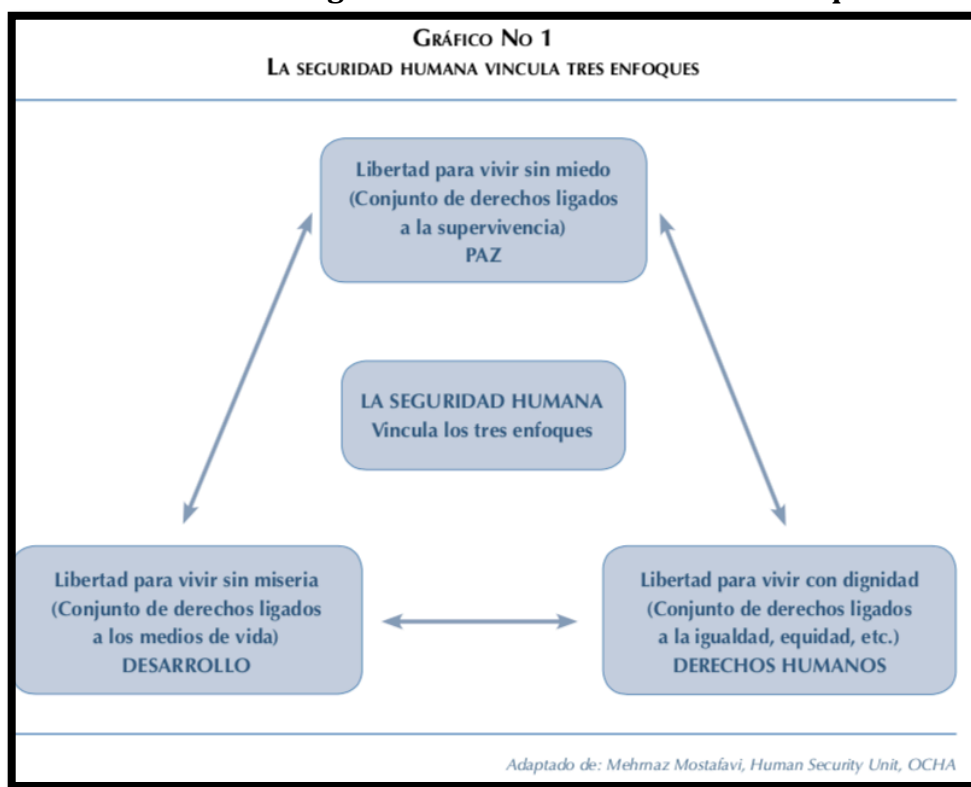 GRÁFICO NO 1
LA SEGURIDAD HUMANA VINCULA TRES ENFOQUES
Libertad para vivir sin miedo
(Conjunto de derechos ligados
a la supervivencia)
PAZ
LA SEGURIDAD HUMANA
Vincula los tres enfoques
Libertad para vivir sin miseria
(Conjunto de derechos ligados
a los medios de vida)
DESARROLLO
Libertad para vivir con dignidad
(Conjunto de derechos ligados
a la igualdad, equidad, etc.)
DERECHOS HUMANOS
Adaptado de: Mehrnaz Mostafavi, Human Security Unit, OCHA